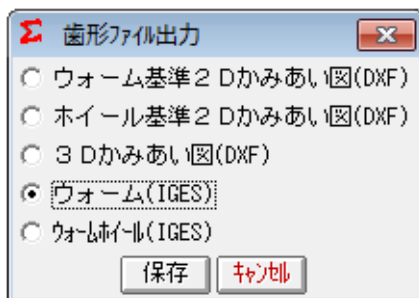 Σ 歯形ファイル出力
ウォーム基準2Dかみあい図(DXF)
ホイール基準2Dかみあい図(DXF)
3Dかみあい図(DXF)
ウォーム(IGES)
ウォームホイール(IGES)
保存 キャンセル